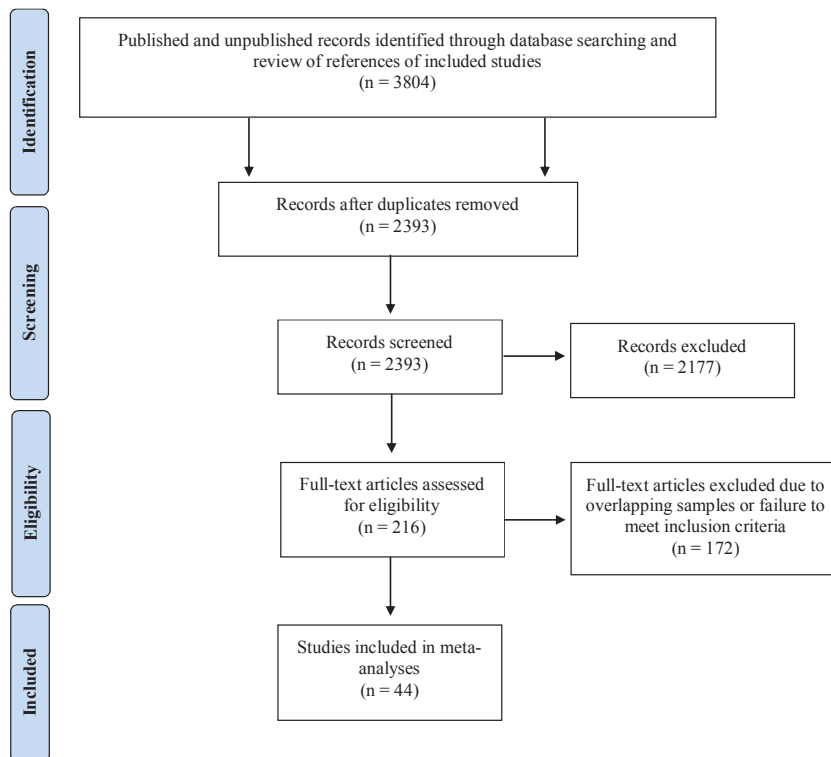 Identification
Published and unpublished records identified through database searching and
review of references of included studies
(n = 3804)
Records after duplicates removed
(n = 2393)
Screening
Records screened
(n = 2393)
Records excluded
(n = 2177)
Eligibility
Full-text articles assessed
for eligibility
(n = 216)
Full-text articles excluded due to
overlapping samples or failure to
meet inclusion criteria
(n = 172)
Included
Studies included in meta-
analyses
(n = 44)